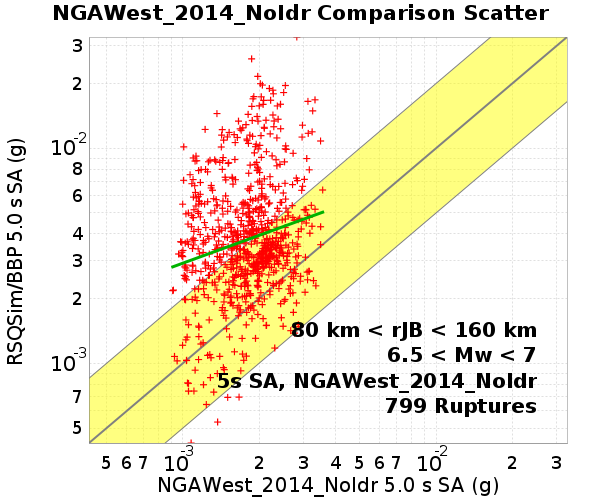 NGAWest_2014_NoIdr Comparison Scatter
3
2
10-2
8
6
4
3
2
10-3
7
5
RSQSim/BBP 5.0 s SA (g)
80 km < rJB < 160 km
6.5 < Mw < 7
5s SA, NGAWest_2014_NoIdr
799 Ruptures
5 6 7 10-3 2 3 4 5 6 7 10-2 2 3
NGAWest_2014_NoIdr 5.0 s SA (g)